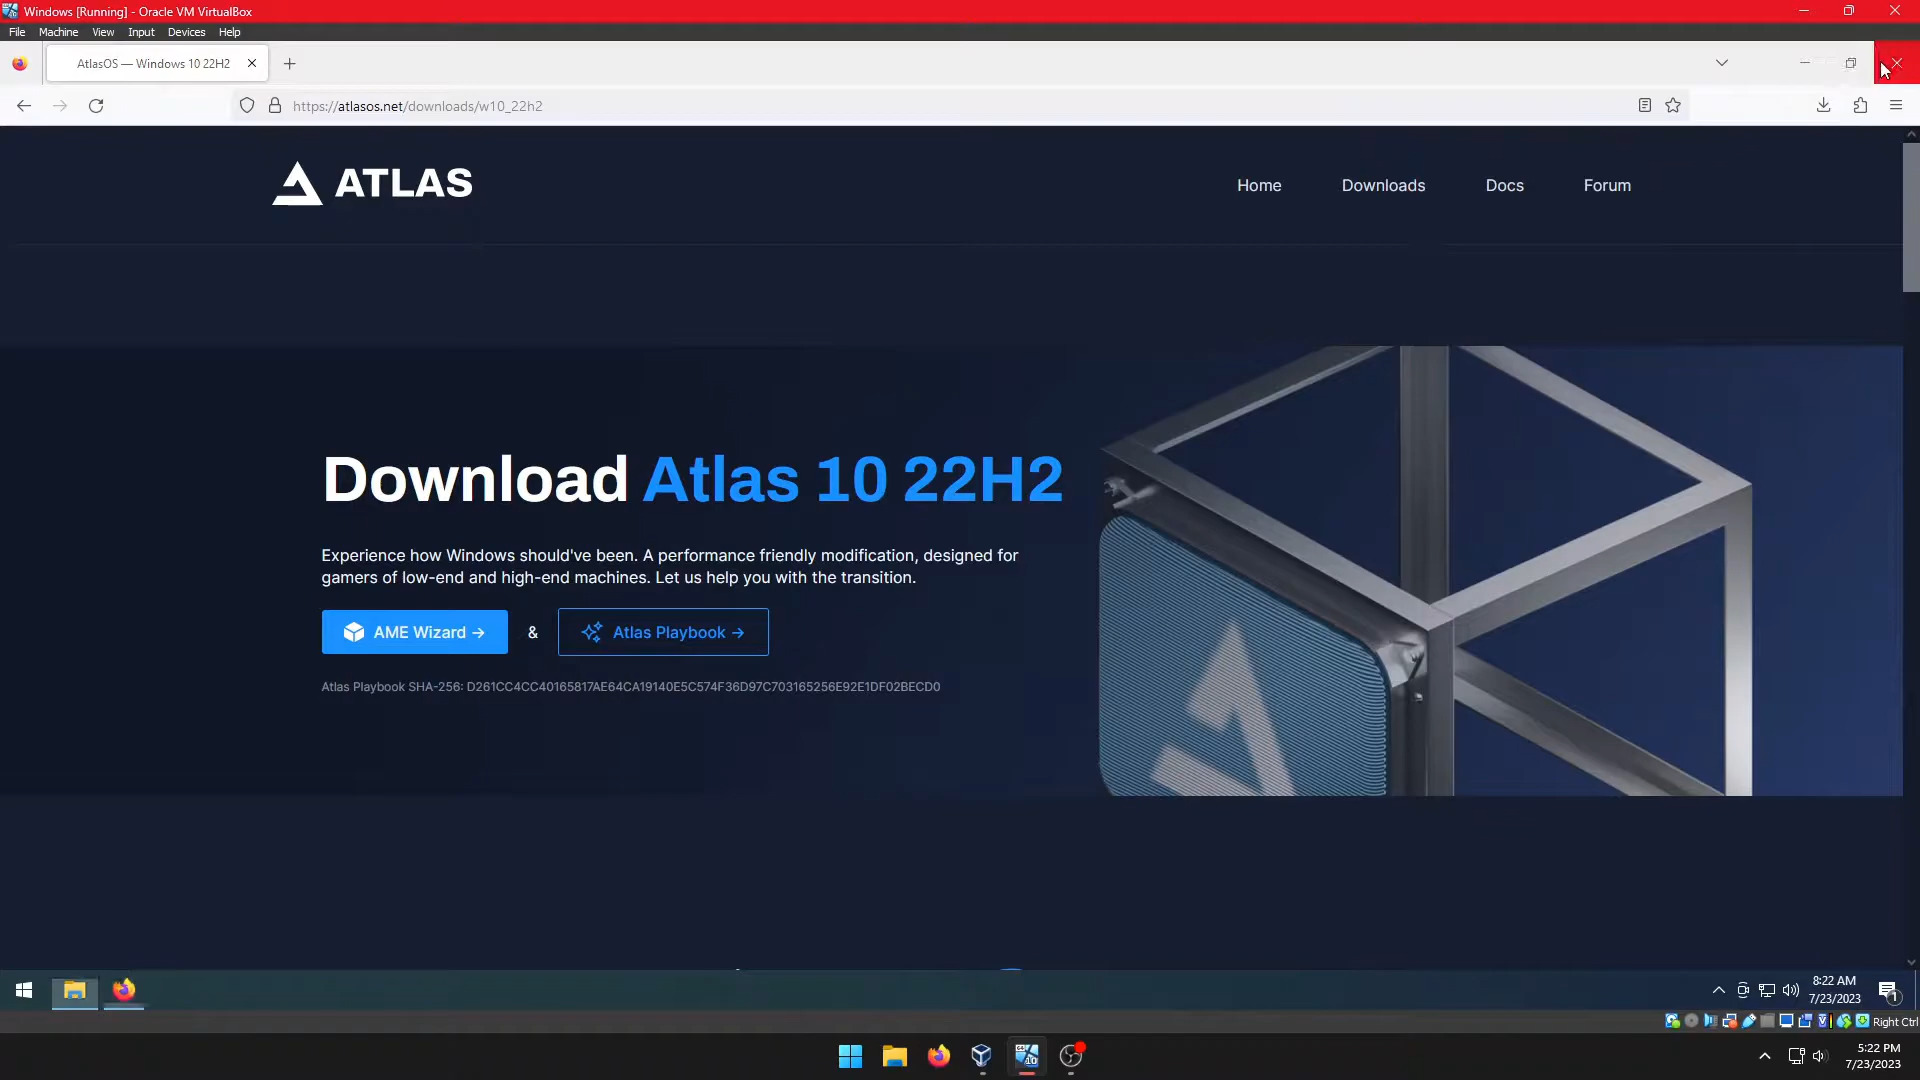 Windows [Running] - Oracle VM VirtualBox
File Machine View Input Devices Help
AtlasOS — Windows 10 22H2
https://atlasos.net/downloads/w10_22h2
ATLAS
Home Downloads Docs Forum
Download Atlas 10 22H2
Experience how Windows should've been. A performance friendly modification, designed for
gamers of low-end and high-end machines. Let us help you with the transition.
AME Wizard → & Atlas Playbook →
Atlas Playbook SHA-256: D261CC4CC40165817AE64CA19140E5C574F36D97C703165256E92E1DF02BECD0
8:22 AM
7/23/2023
1
Right Ctrl
10
5:22 PM
7/23/2023